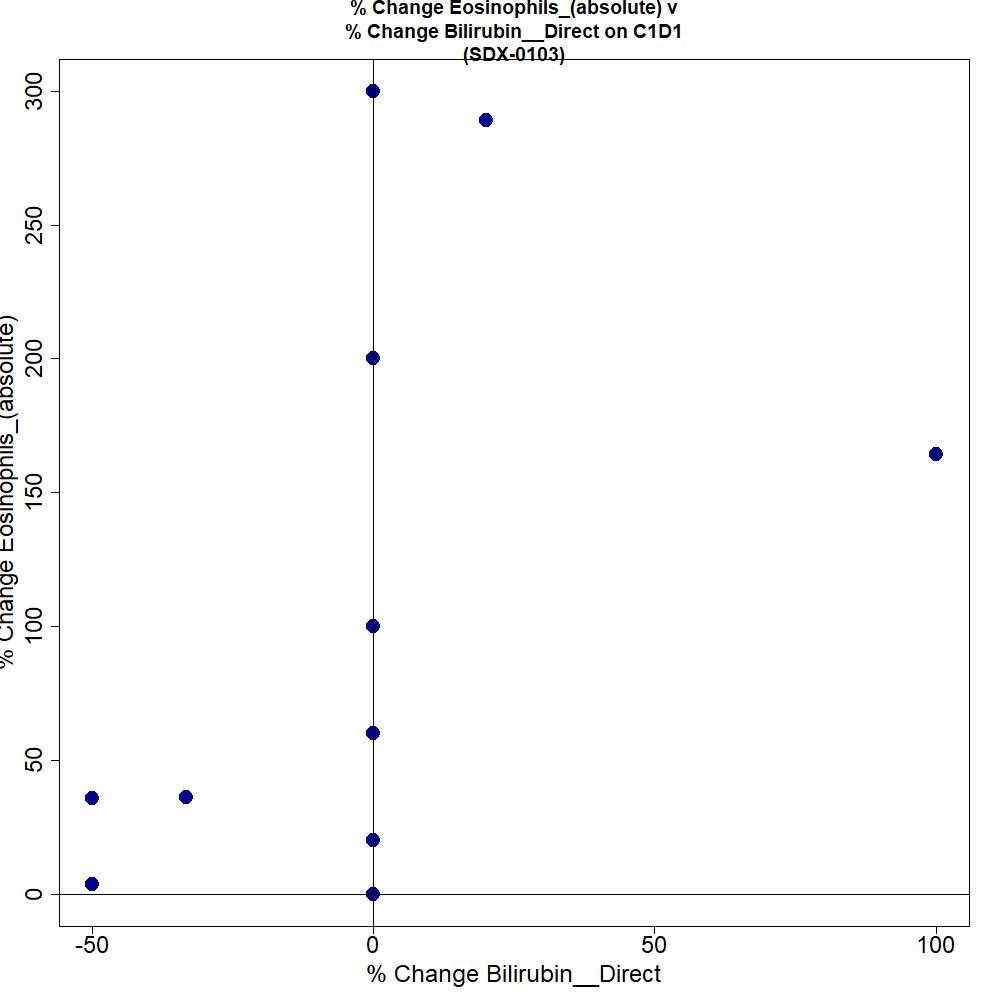 % Change Eosinophils_(absolute) v
% Change Bilirubin__Direct on C1D1
(SDX-0103)
% Change Eosinophils_(absolute)
300
250
200
150
100
50
0
-50 0 50 100
% Change Bilirubin__Direct